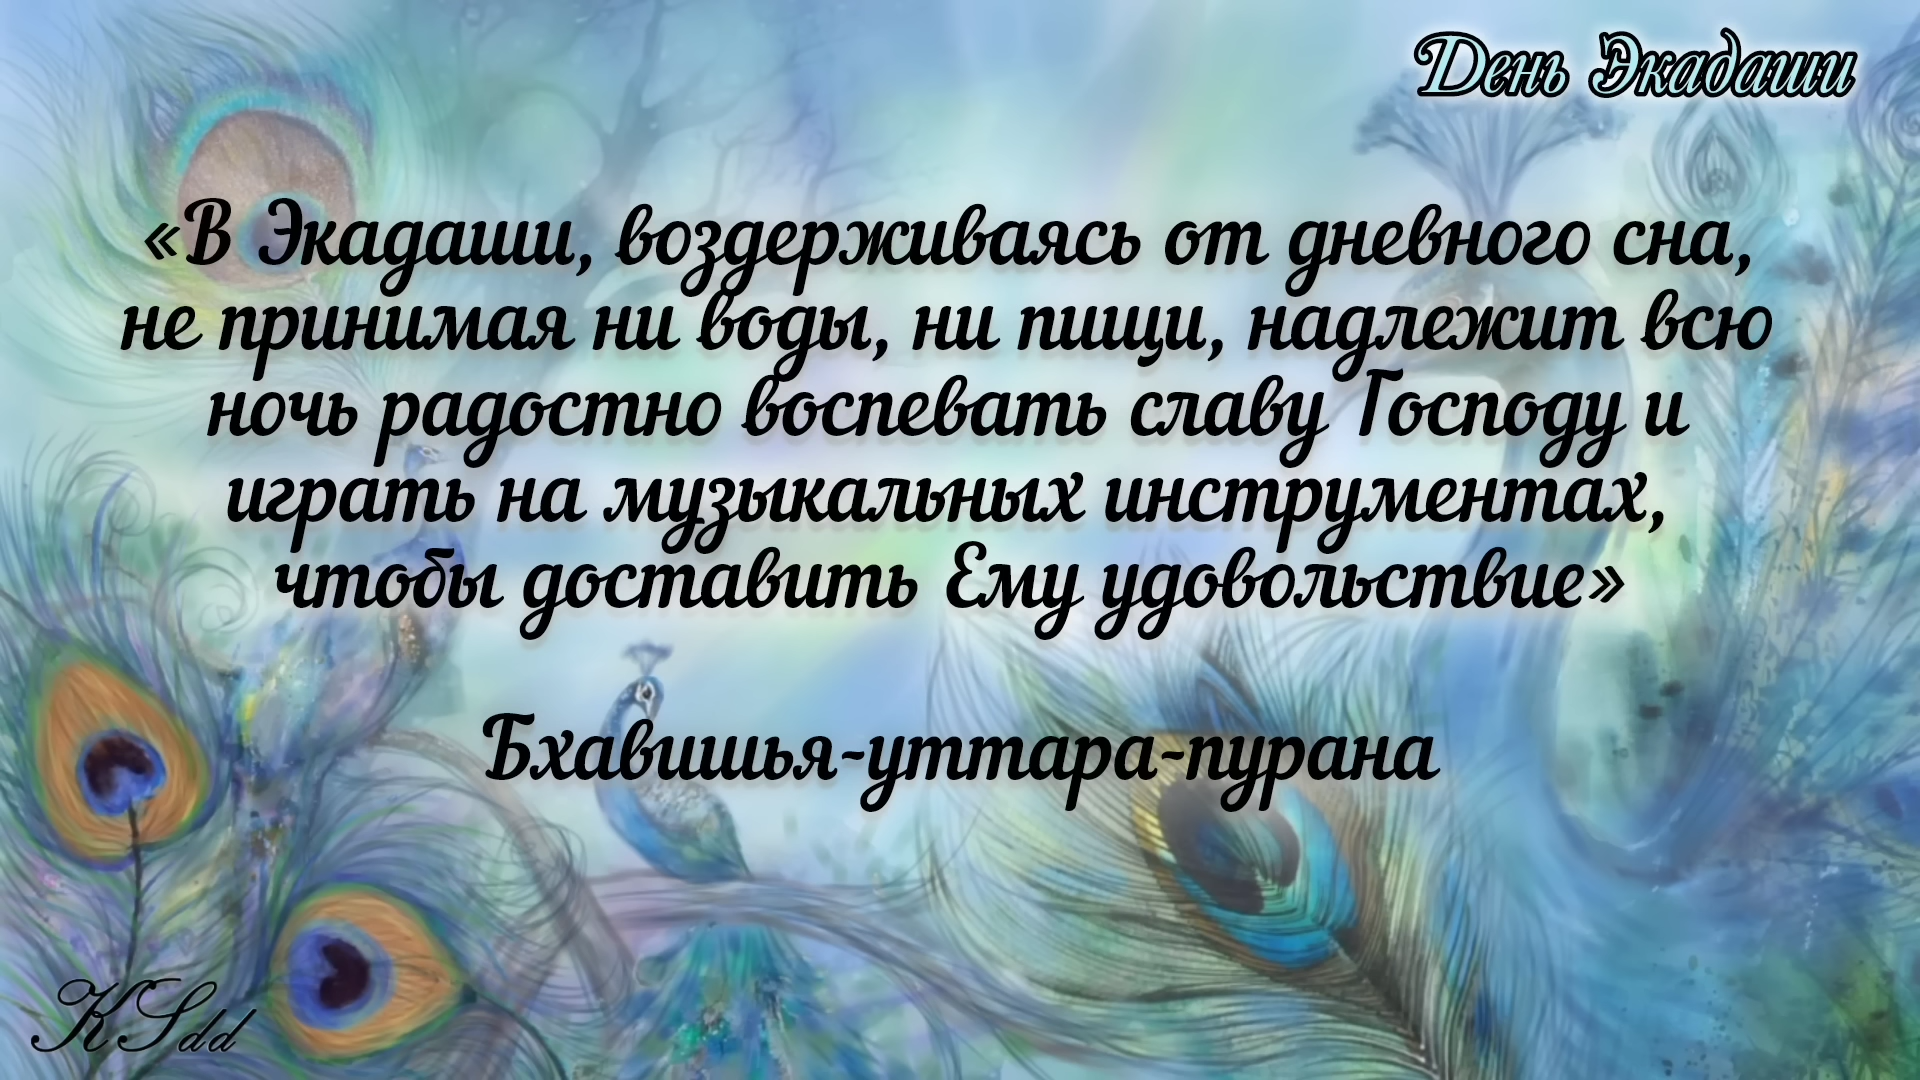 День Экадаши
«В Экадаши, воздерживаясь от дневного сна,
не принимая ни воды, ни пищи, надлежит всю
ночь радостно воспевать славу Господу и
играть на музыкальных инструментах,
чтобы доставить Ему удовольствие»
Бхавишья-уттара-пурана
KSdd